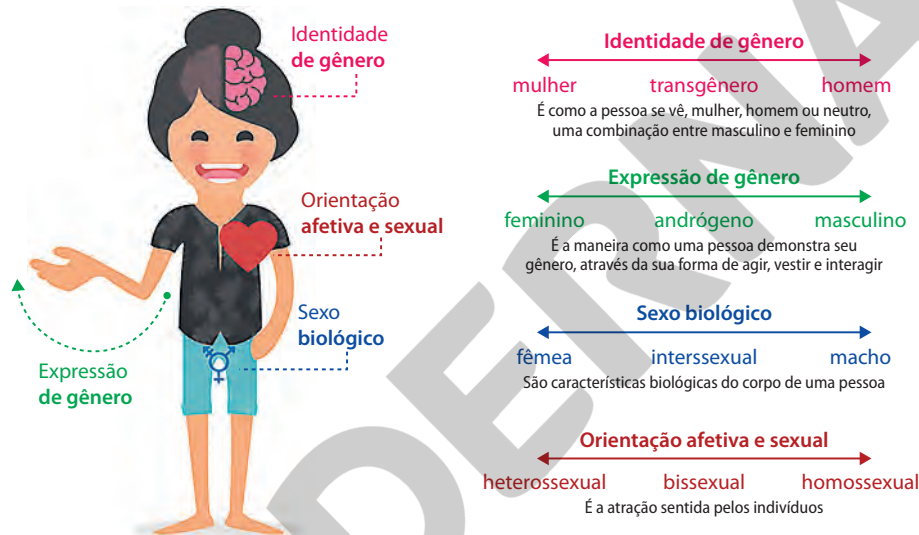 Identidade
de gênero
Orientação
afetiva e sexual
Sexo
biológico
Expressão
de gênero
Identidade de gênero
mulher transgênero homem
É como a pessoa se vê, mulher, homem ou neutro,
uma combinação entre masculino e feminino
Expressão de gênero
feminino andrógeno masculino
É a maneira como uma pessoa demonstra seu
gênero, através da sua forma de agir, vestir e interagir
Sexo biológico
fêmea interssexual macho
São características biológicas do corpo de uma pessoa
Orientação afetiva e sexual
heterossexual bissexual homossexual
É a atração sentida pelos indivíduos
DERNA